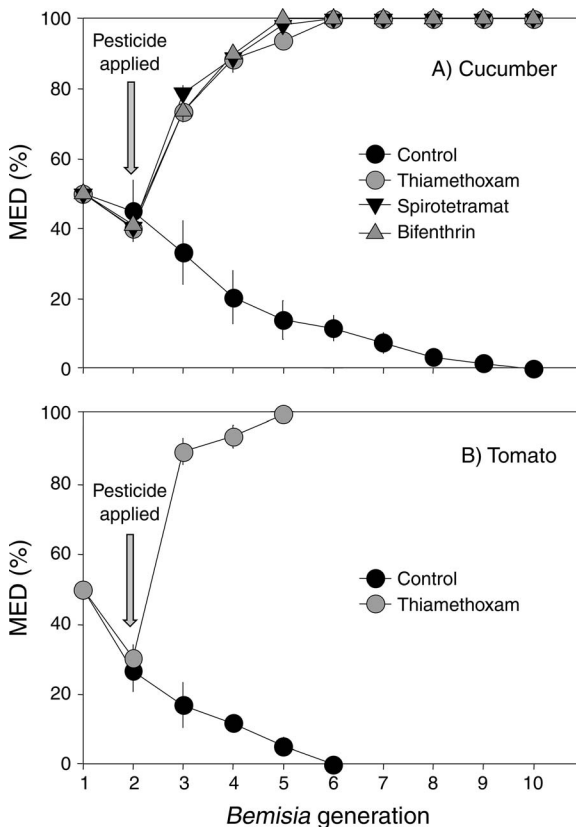 100
Pesticide
applied
A) Cucumber
80
MED (%)
60
Control
Thiamethoxam
Spirotetramat
Bifenthrin
40
20
0
100
B) Tomato
80
Pesticide
applied
MED (%)
60
Control
Thiamethoxam
40
20
0
1 2 3 4 5 6 7 8 9 10
Bemisia generation